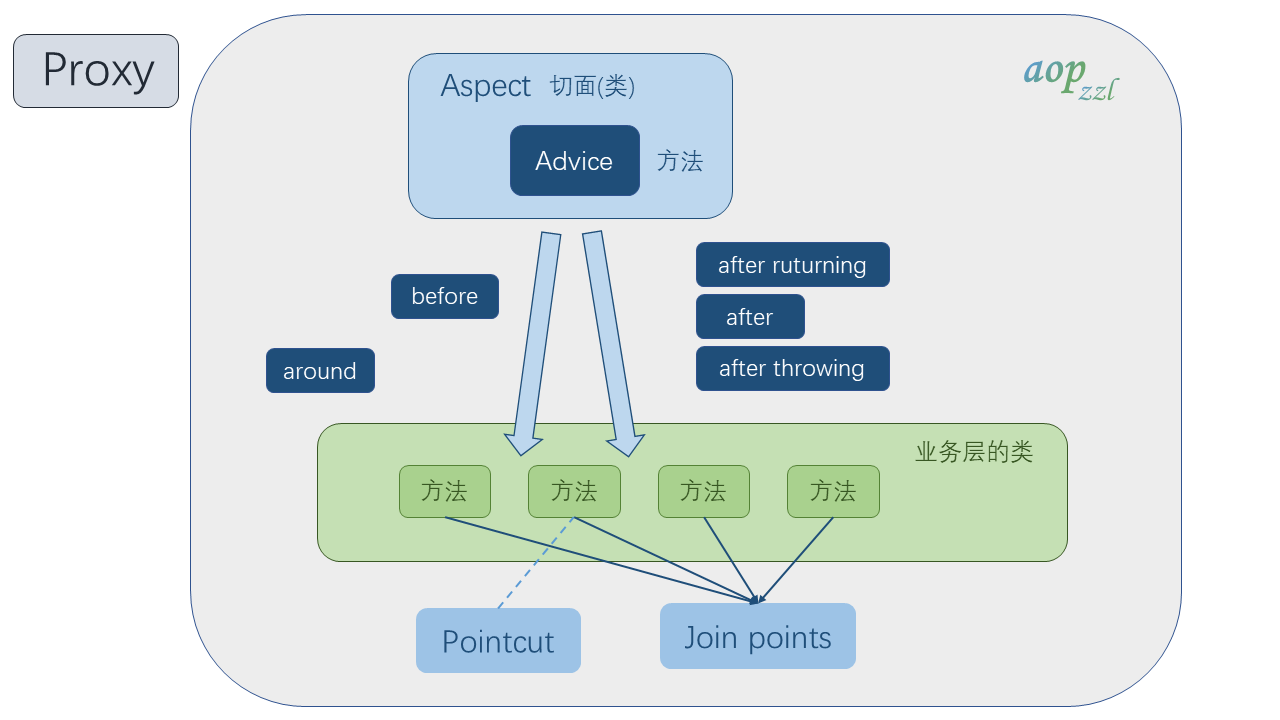 Proxy
aop
zzl
Aspect 切面(类)
Advice 方法
before
around
after ruturning
after
after throwing
业务层的类
方法 方法 方法 方法
Pointcut
Join points